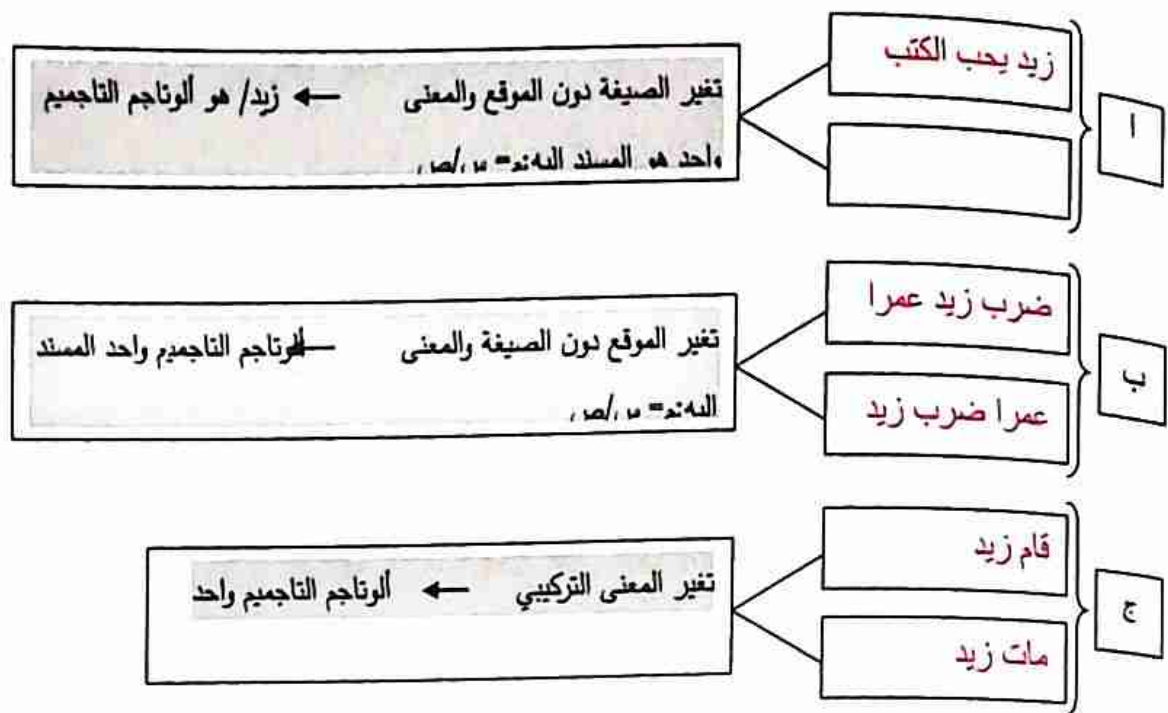 أ
زيد يحب الكتب
تغير الصيغة دون الموقع والمعنى ← زيد/ هو ألوتاجم التاجميم
واحد هو المسند اليه:
ب
ضرب زيد عمرا
عمرا ضرب زيد
تغير الموقع دون الصيغة والمعنى ← ألوتاجم التاجميم واحد المسند
اليه:
ج
قام زيد
مات زيد
تغير المعنى التركيبي ← ألوتاجم التاجميم واحد